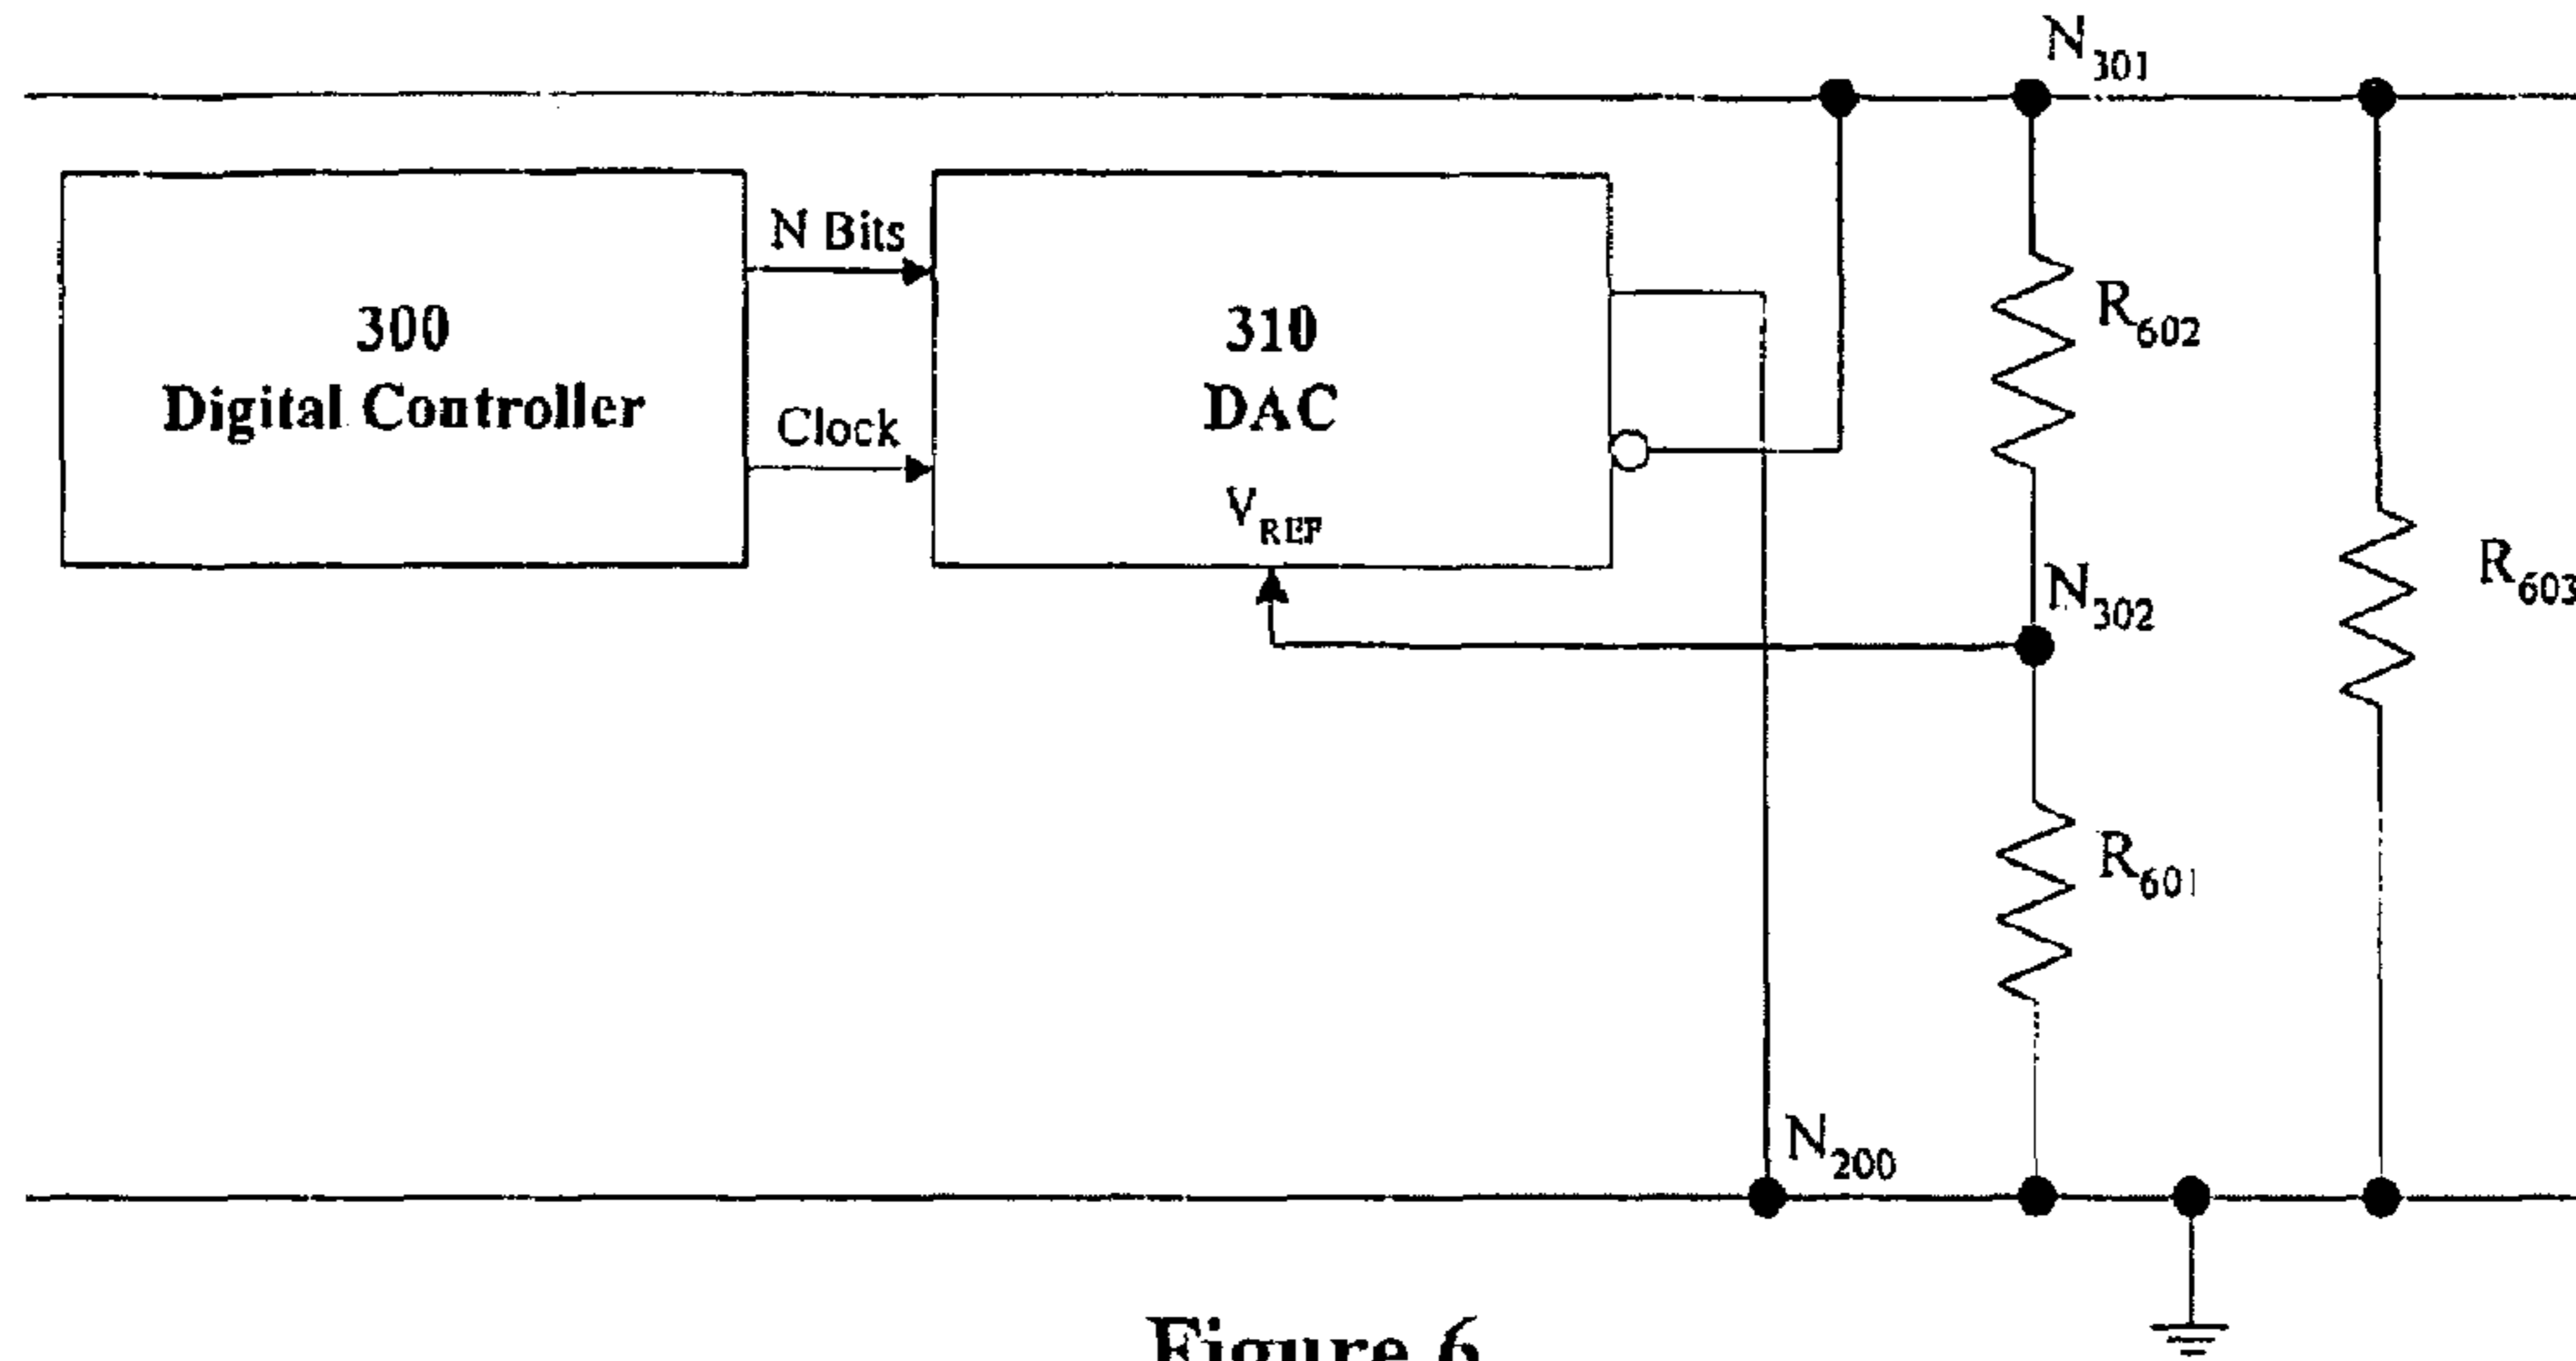 N301
N Bits
300
Digital Controller
310
DAC
R602
Clock
VREF
N302
R603
R601
N200
Figure 6